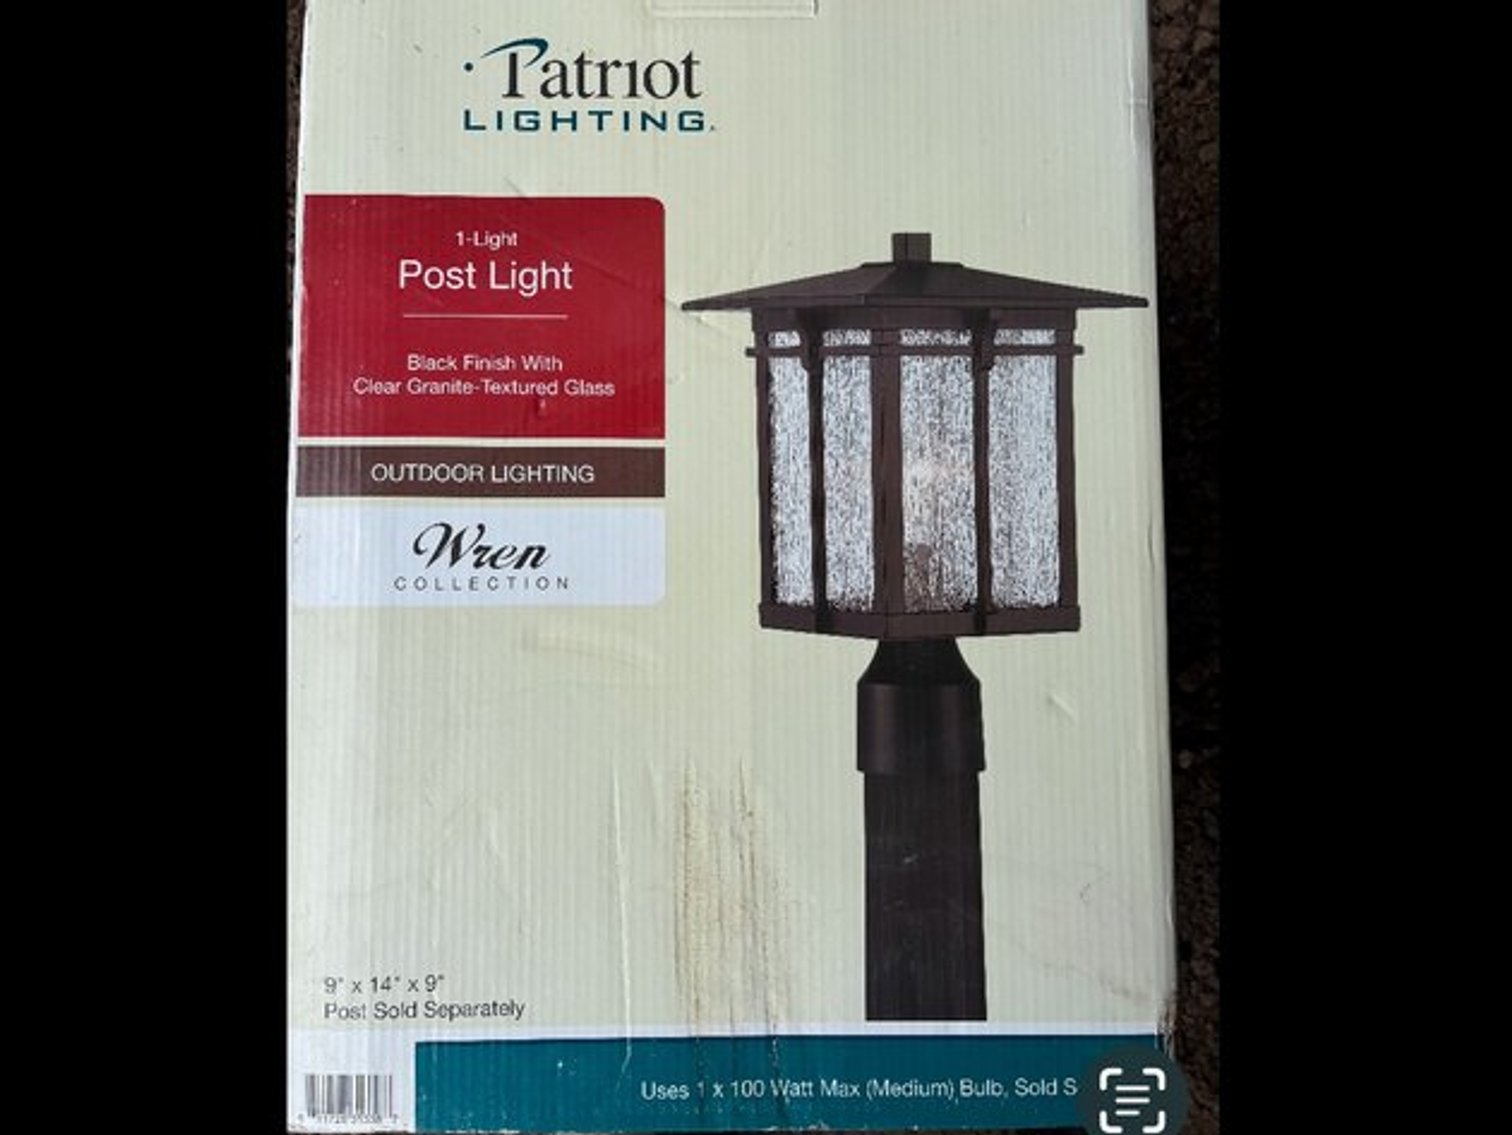 Patriot
LIGHTING.
1-Light
Post Light
Black Finish With
Clear Granite-Textured Glass
OUTDOOR LIGHTING
Wren
COLLECTION
9" x 14" x 9"
Post Sold Separately
Uses 1 x 100 Watt Max (Medium) Bulb, Sold S